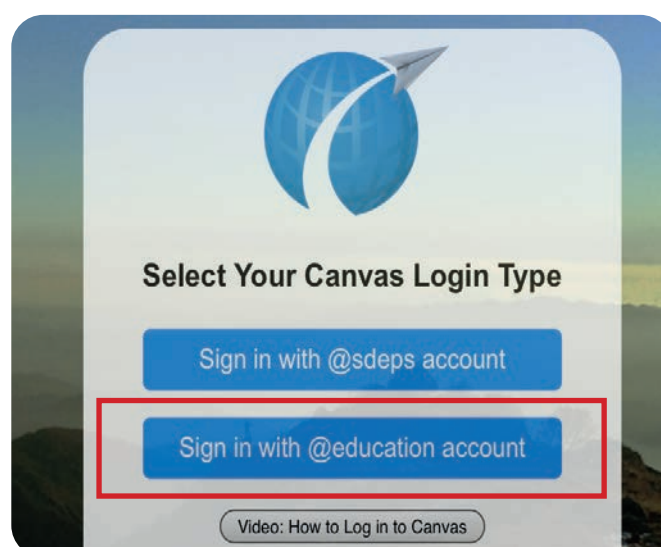 Select Your Canvas Login Type
Sign in with @sdeps account
Sign in with @education account
Video: How to Log in to Canvas